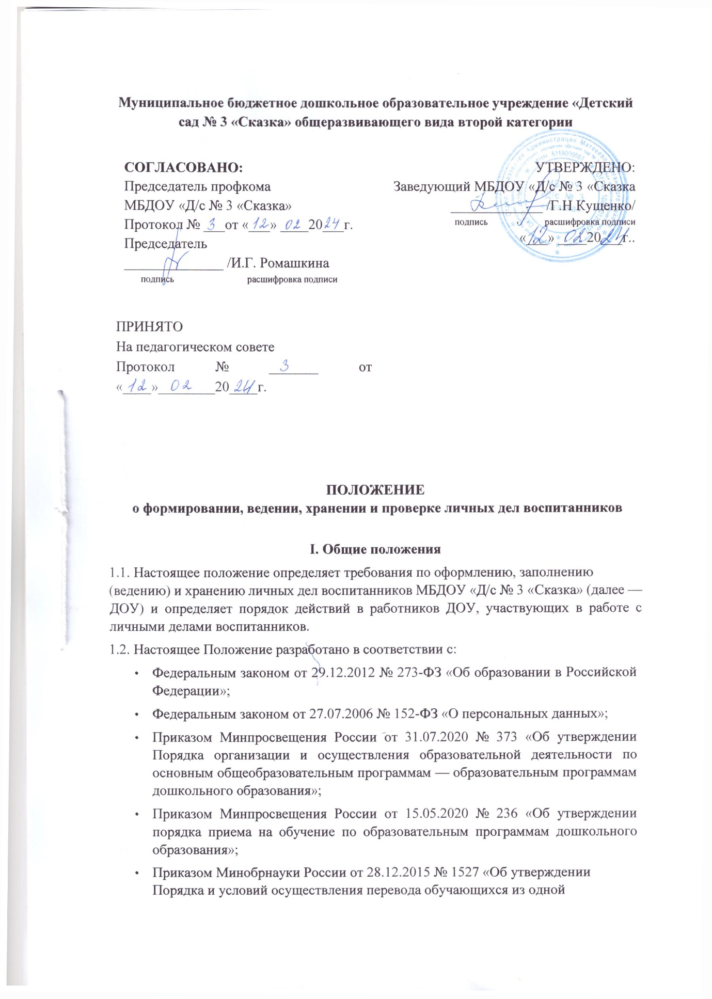 Муниципальное бюджетное дошкольное образовательное учреждение «Детский
сад № 3 «Сказка» общеразвивающего вида второй категории
СОГЛАСОВАНО:
Председатель профкома
МБДОУ «Д/с № 3 «Сказка»
Протокол № 3 от «12» 02 2024г.
Председатель
/И.Г. Ромашкина
подпись расшифровка подписи
УТВЕРЖДЕНО:
Заведующий МБДОУ «Д/с № 3 «Сказка
/Г.Н.Кущенко/
подпись расшифровка подписи
«12» 02 2024г..
ПРИНЯТО
На педагогическом совете
Протокол № 3 от
«12» 02 2024г.
ПОЛОЖЕНИЕ
о формировании, ведении, хранении и проверке личных дел воспитанников
I. Общие положения
1.1. Настоящее положение определяет требования по оформлению, заполнению
(ведению) и хранению личных дел воспитанников МБДОУ «Д/с № 3 «Сказка» (далее —
ДОУ) и определяет порядок действий в работников ДОУ, участвующих в работе с
личными делами воспитанников.
1.2. Настоящее Положение разработано в соответствии с:
• Федеральным законом от 29.12.2012 № 273-ФЗ «Об образовании в Российской
Федерации»;
• Федеральным законом от 27.07.2006 № 152-ФЗ «О персональных данных»;
• Приказом Минпросвещения России от 31.07.2020 № 373 «Об утверждении
Порядка организации и осуществления образовательной деятельности по
основным общеобразовательным программам — образовательным программам
дошкольного образования»;
• Приказом Минпросвещения России от 15.05.2020 № 236 «Об утверждении
порядка приема на обучение по образовательным программам дошкольного
образования»;
• Приказом Минобрнауки России от 28.12.2015 № 1527 «Об утверждении
Порядка и условий осуществления перевода обучающихся из одной